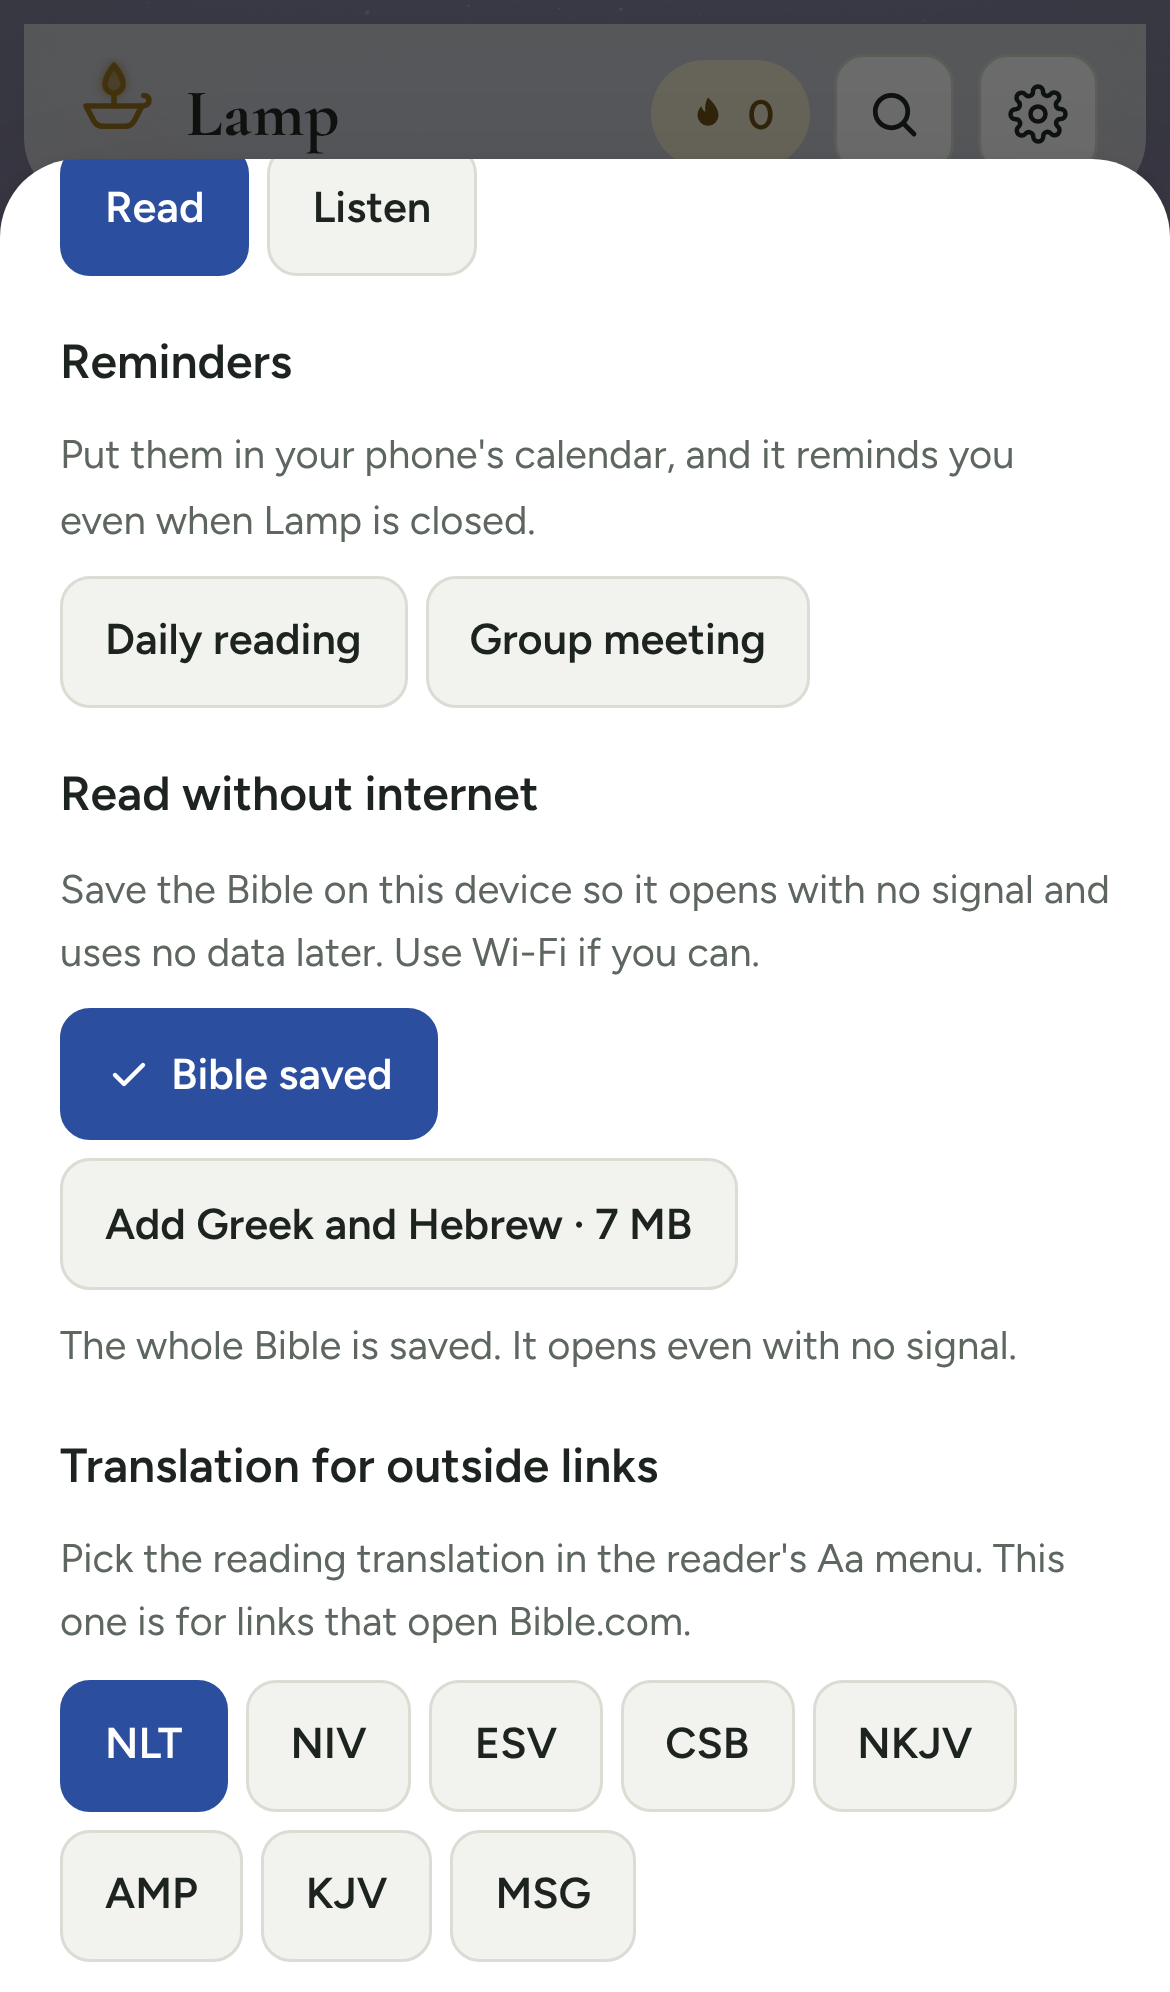 Lamp
0
Read
Listen
Reminders
Put them in your phone's calendar, and it reminds you
even when Lamp is closed.
Daily reading
Group meeting
Read without internet
Save the Bible on this device so it opens with no signal and
uses no data later. Use Wi-Fi if you can.
Bible saved
Add Greek and Hebrew · 7 MB
The whole Bible is saved. It opens even with no signal.
Translation for outside links
Pick the reading translation in the reader's Aa menu. This
one is for links that open Bible.com.
NLT
NIV
ESV
CSB
NKJV
AMP
KJV
MSG